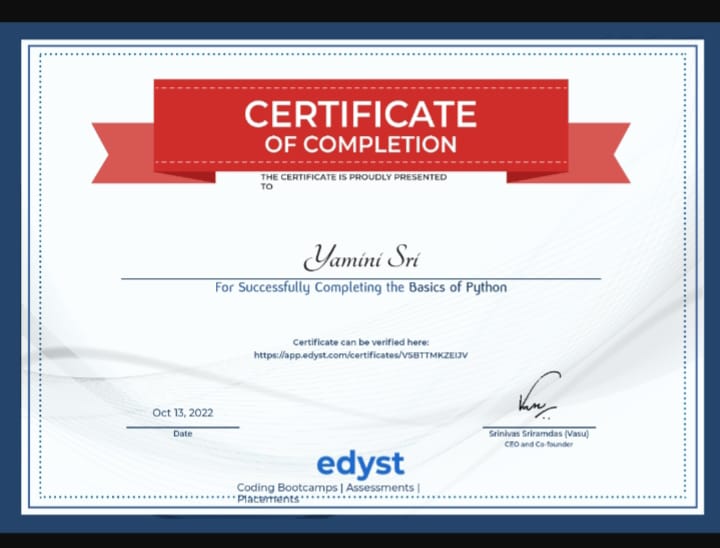 CERTIFICATE
OF COMPLETION
THE CERTIFICATE IS PROUDLY PRESENTED
TO
Yamini Sri
For Successfully Completing the Basics of Python
Certificate can be verified here:
https://app.edyst.com/certificates/VSBTTMKZEIJV
Oct 13, 2022
Date
Srinivas Sriramdas (Vasu)
CEO and Co-founder
edyst
Coding Bootcamps | Assessments |
Placements